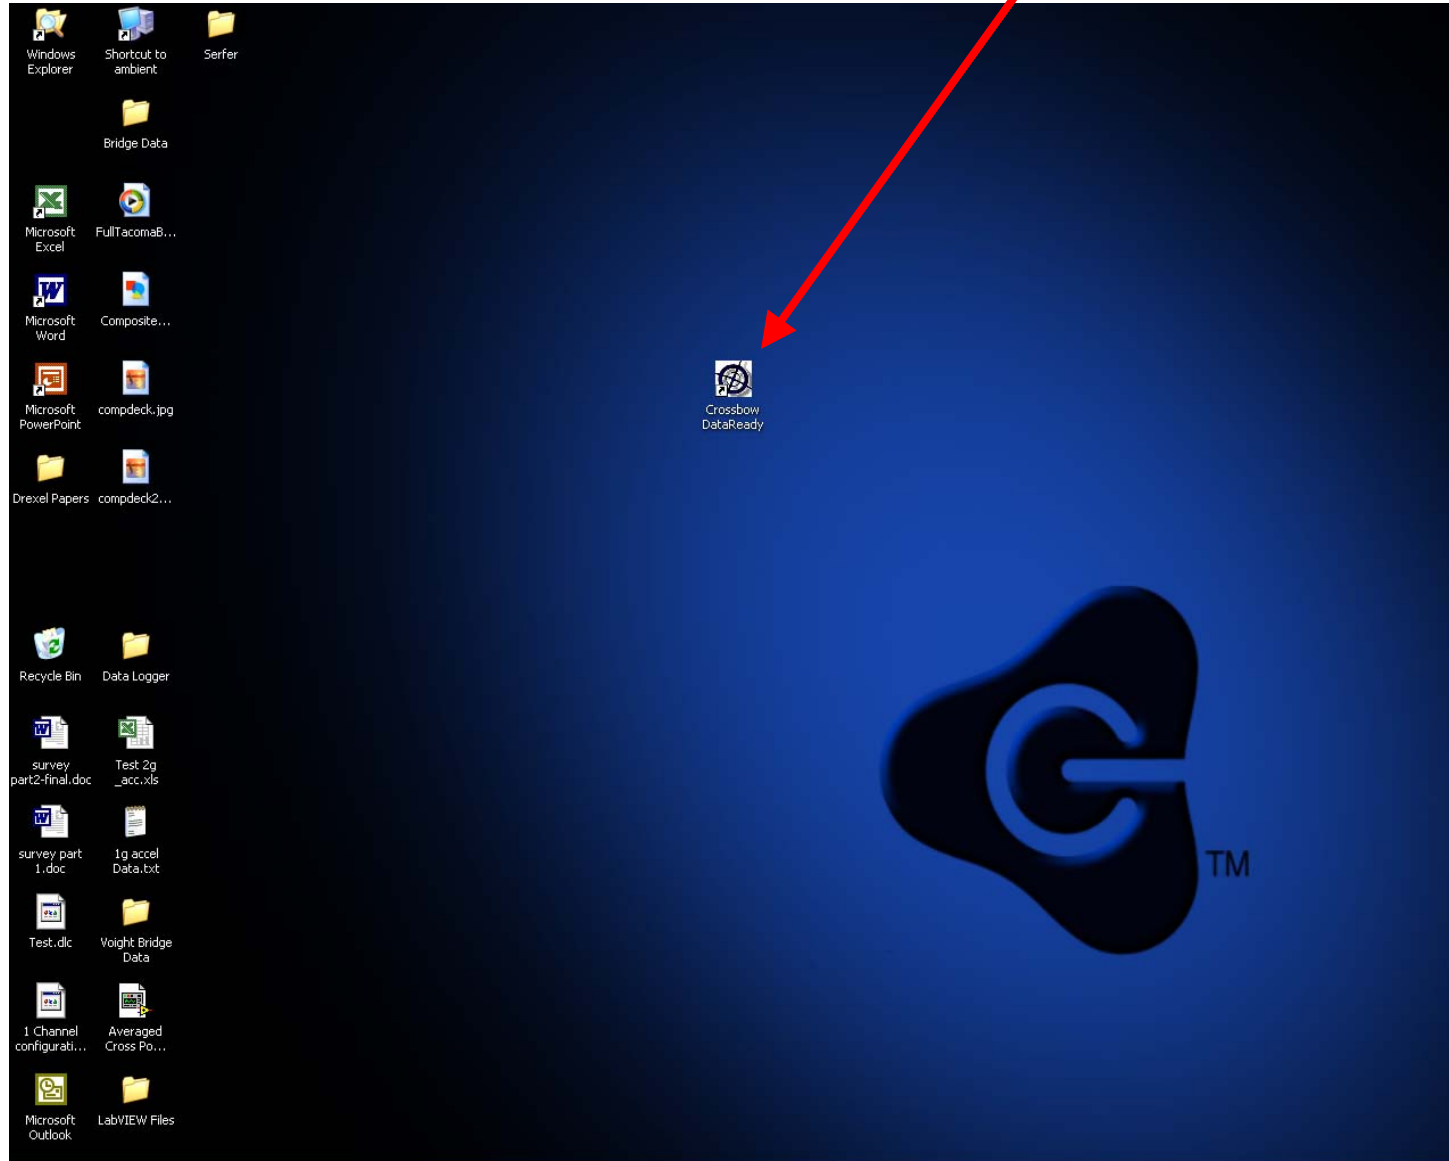 Windows
Explorer
Shortcut to
ambient
Serfer
Bridge Data
Microsoft
Excel
FullTacomaB...
Microsoft
Word
Composite...
Microsoft
PowerPoint
compdeck.jpg
Crossbow
DataReady
Drexel Papers
compdeck2...
Recycle Bin
Data Logger
survey
part2-final.doc
Test 2g
_acc.xls
survey part
1.doc
1g accel
Data.txt
Test.dlc
Voight Bridge
Data
1 Channel
configurati...
Averaged
Cross Po...
Microsoft
Outlook
LabVIEW Files
TM